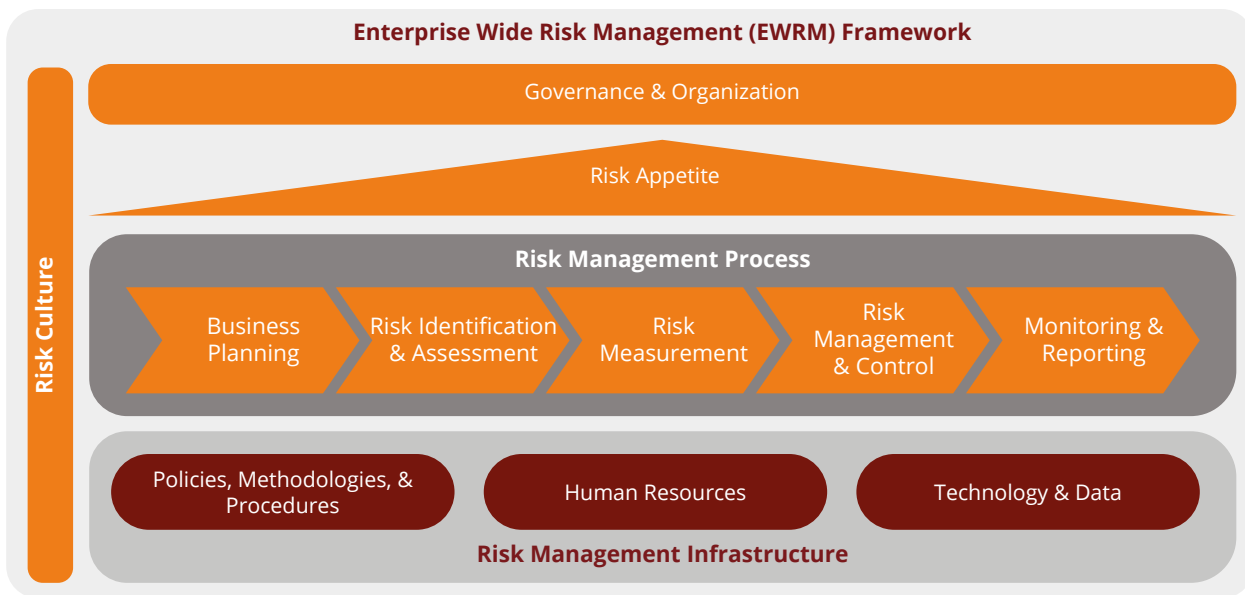 Enterprise Wide Risk Management (EWRM) Framework
Risk Culture
Governance & Organization
Risk Appetite
Risk Management Process
Business
Planning
Risk Identification
& Assessment
Risk
Measurement
Risk
Management
& Control
Monitoring &
Reporting
Policies, Methodologies, &
Procedures
Human Resources
Technology & Data
Risk Management Infrastructure